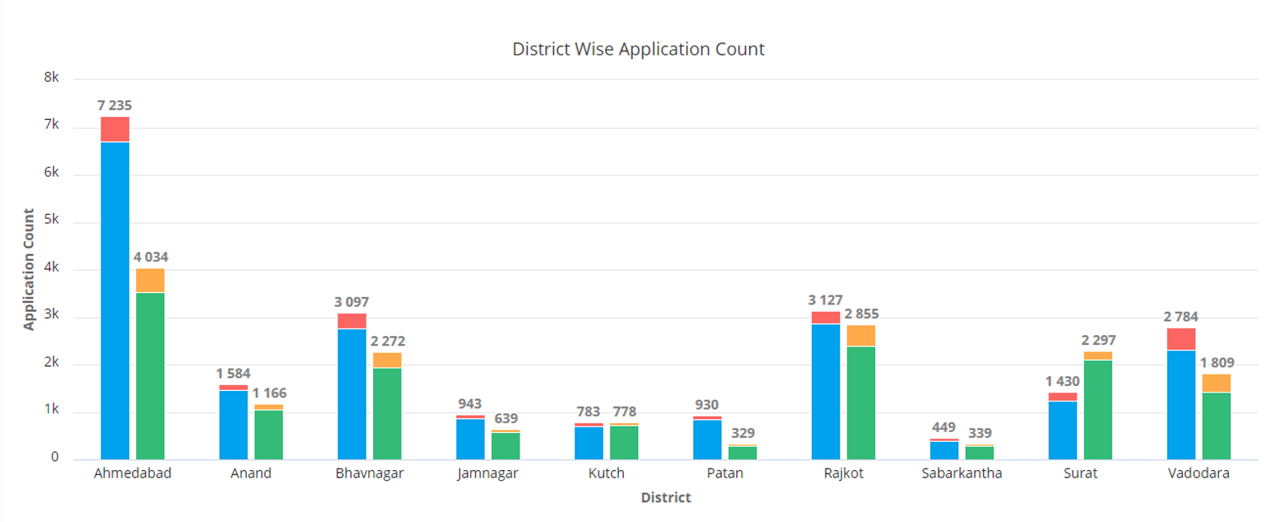 District Wise Application Count
8k
7k
6k
5k
4k
3k
2k
1k
0
Application Count
7 235
4 034
1 584
1 166
3 097
2 272
943
639
783
778
930
329
3 127
2 855
449
339
1 430
2 297
2 784
1 809
Ahmedabad
Anand
Bhavnagar
Jamnagar
Kutch
Patan
Rajkot
Sabarkantha
Surat
Vadodara
District